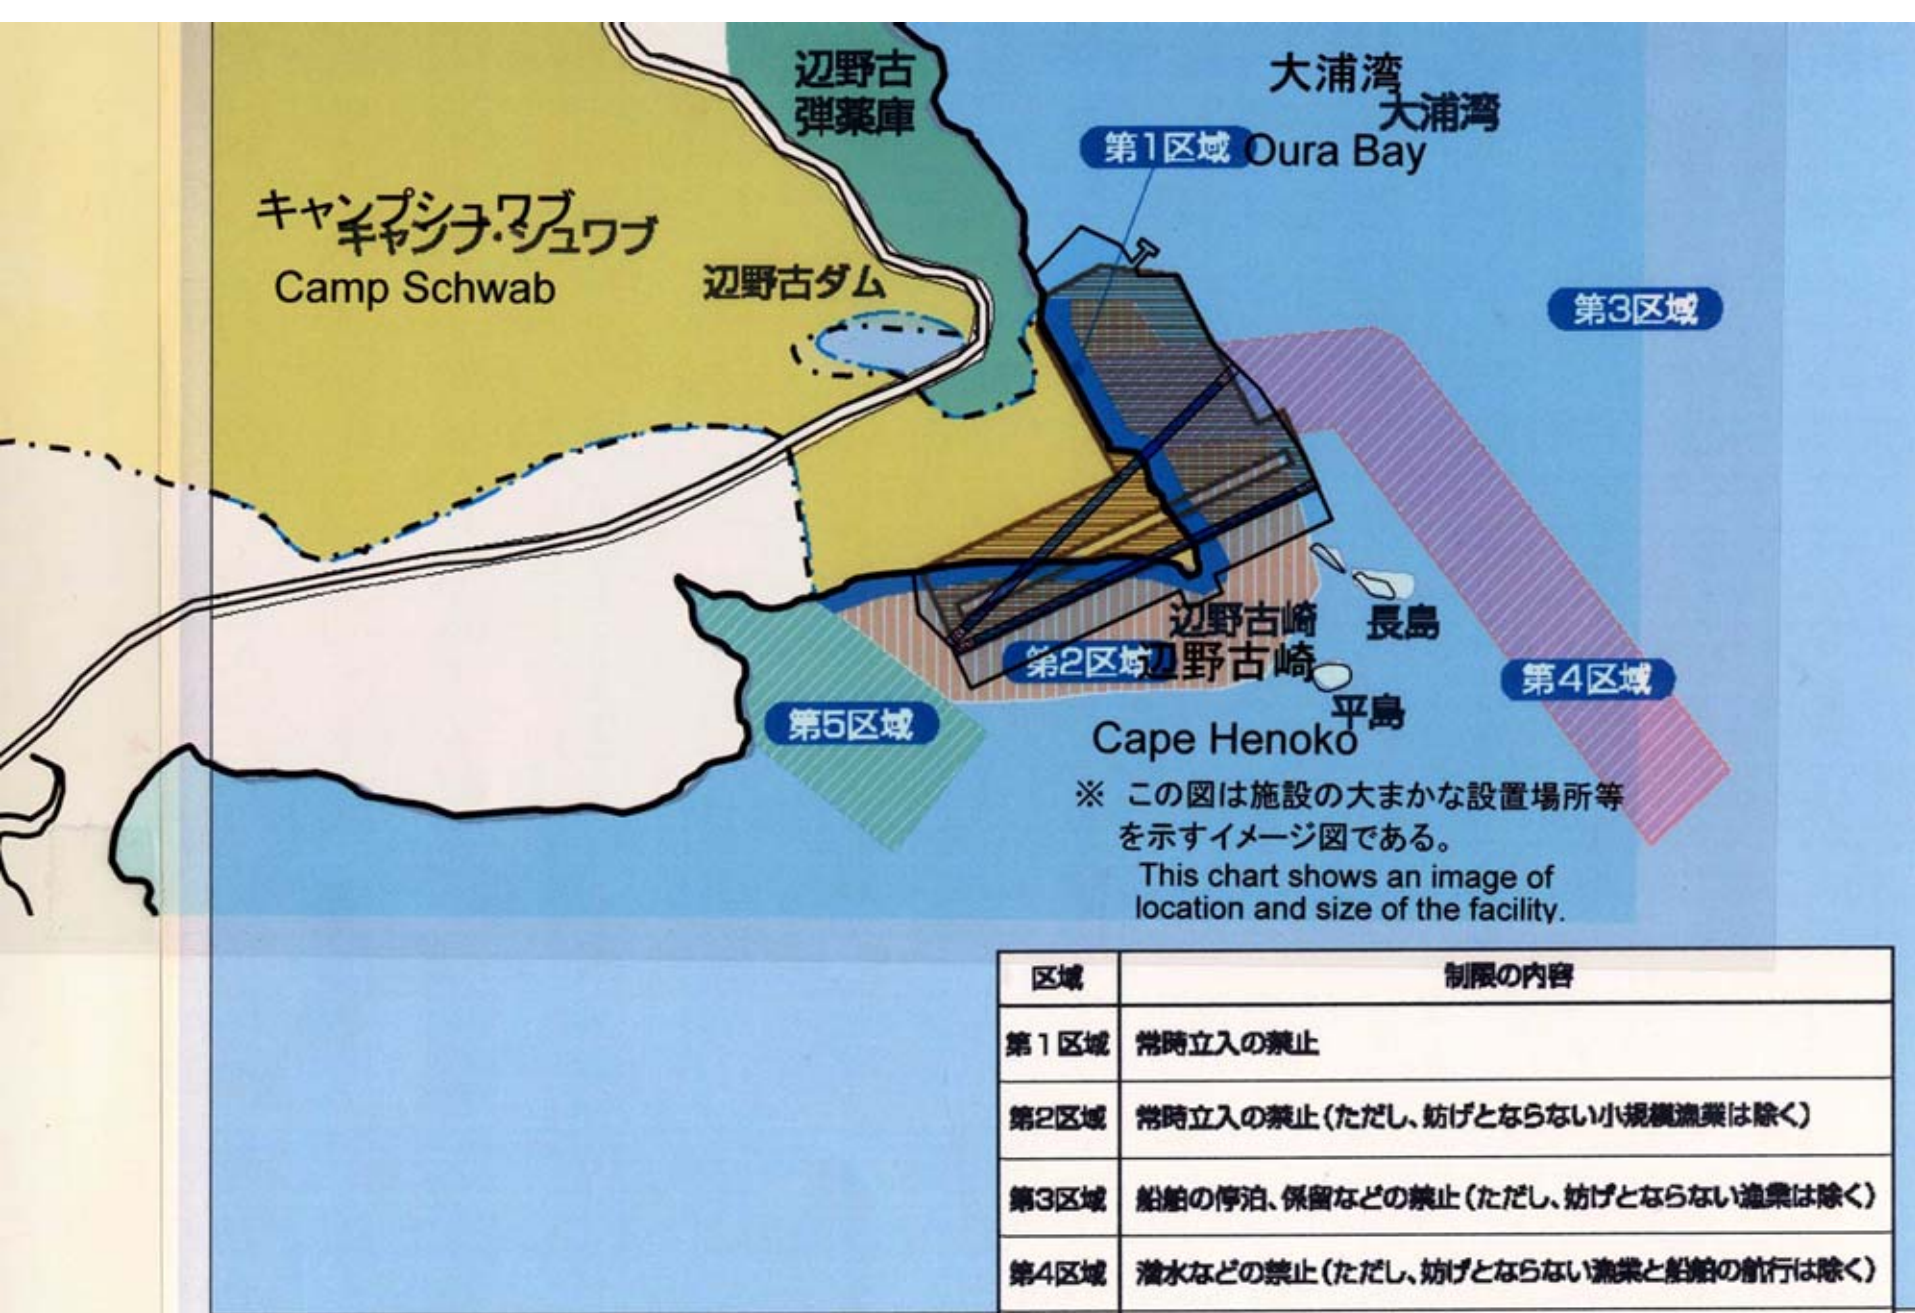 辺野古
弾薬庫
大浦湾
大浦湾
第1区域
Oura Bay
キャンプシュワブ
キャンプ・シュワブ
Camp Schwab
辺野古ダム
第3区域
辺野古崎
長島
第2区域
辺野古崎
第4区域
平島
第5区域
Cape Henoko
※ この図は施設の大まかな設置場所等
を示すイメージ図である。
This chart shows an image of
location and size of the facility.
区域 制限の内容
第1区域 常時立入の禁止
第2区域 常時立入の禁止(ただし、妨げとならない小規模漁業は除く)
第3区域 船舶の停泊、係留などの禁止(ただし、妨げとならない漁業は除く)
第4区域 潜水などの禁止(ただし、妨げとならない漁業と船舶の航行は除く)